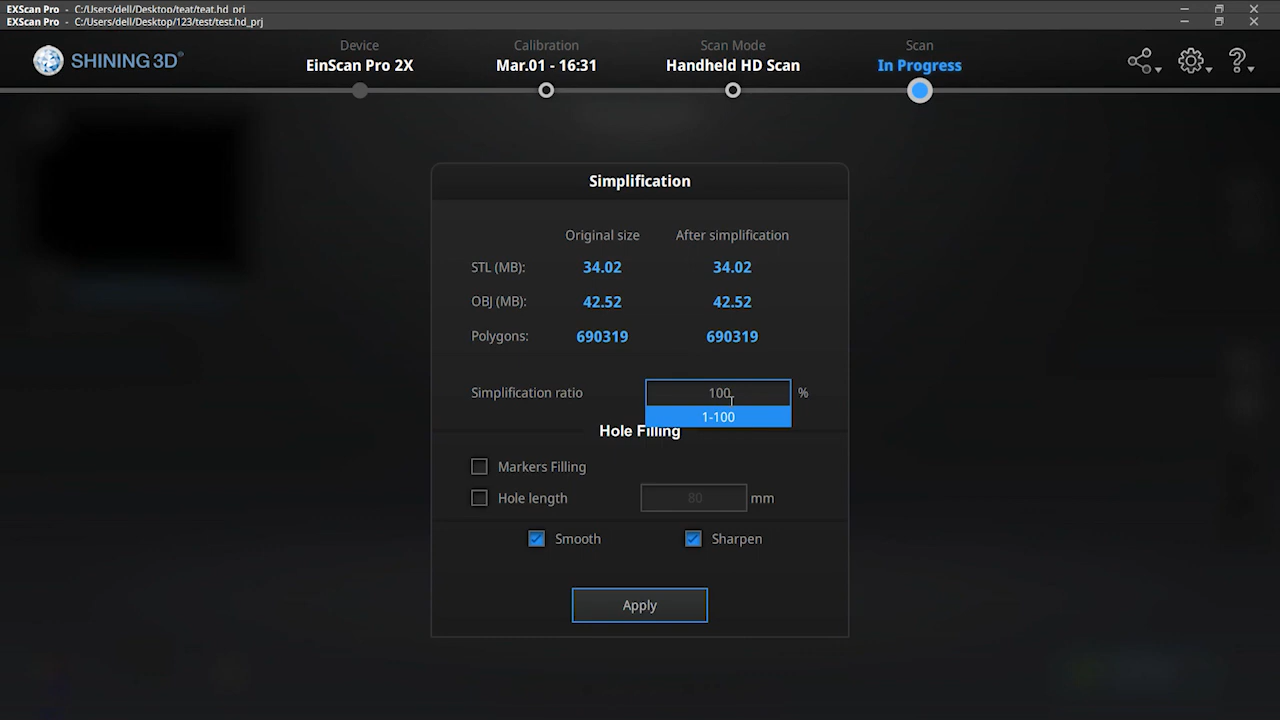 EXScan Pro - C:/Users/dell/Desktop/teat/teat.hd_prj
EXScan Pro - C:/Users/dell/Desktop/123/test/test.hd_prj
SHINING 3D®
Device
EinScan Pro 2X
Calibration
Mar.01 - 16:31
Scan Mode
Handheld HD Scan
Scan
In Progress
Simplification
Original size After simplification
STL (MB): 34.02 34.02
OBJ (MB): 42.52 42.52
Polygons: 690319 690319
Simplification ratio 100 %
1-100
Hole Filling
Markers Filling
Hole length 80 mm
Smooth Sharpen
Apply